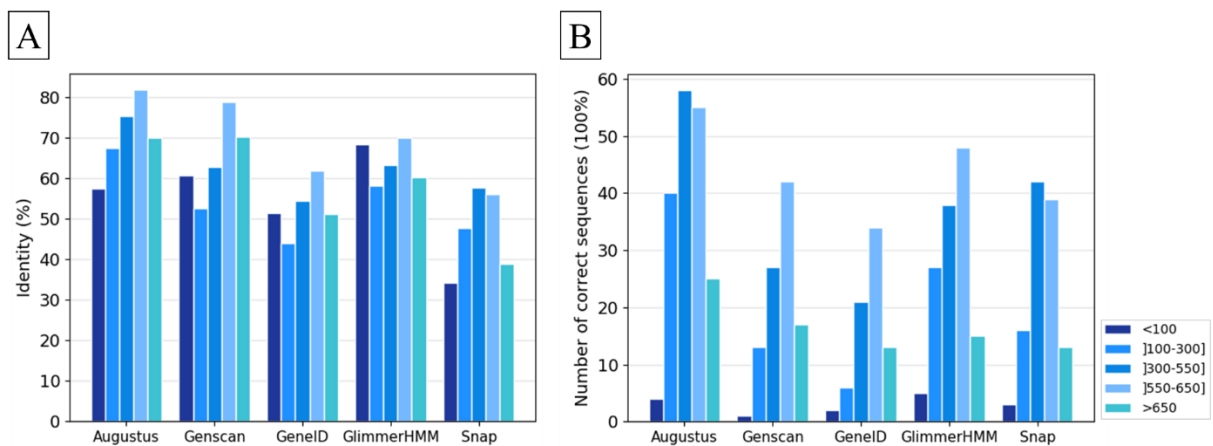 A
B
Identity (%)
80
70
60
50
40
30
20
10
0
Augustus
Genscan
GeneID
GlimmerHMM
Snap
Number of correct sequences (100%)
60
50
40
30
20
10
0
Augustus
Genscan
GeneID
GlimmerHMM
Snap
<100
]100-300]
]300-550]
]550-650]
>650